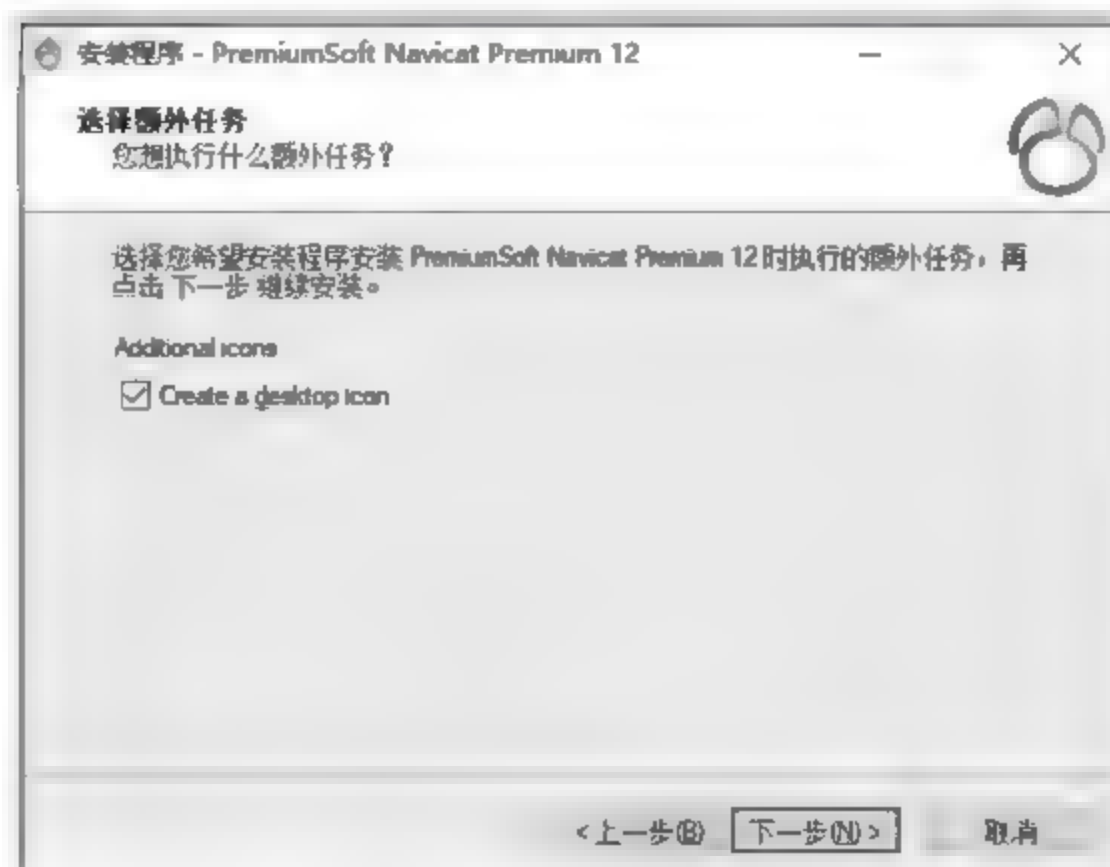 安装程序 - PremiumSoft Navicat Premium 12
选择额外任务
您想执行什么额外任务？
选择您希望安装程序安装 PremiumSoft Navicat Premium 12 时执行的额外任务，再
点击 下一步 继续安装。
Additional icons
Create a desktop icon
<上一步(B) 下一步(N)> 取消